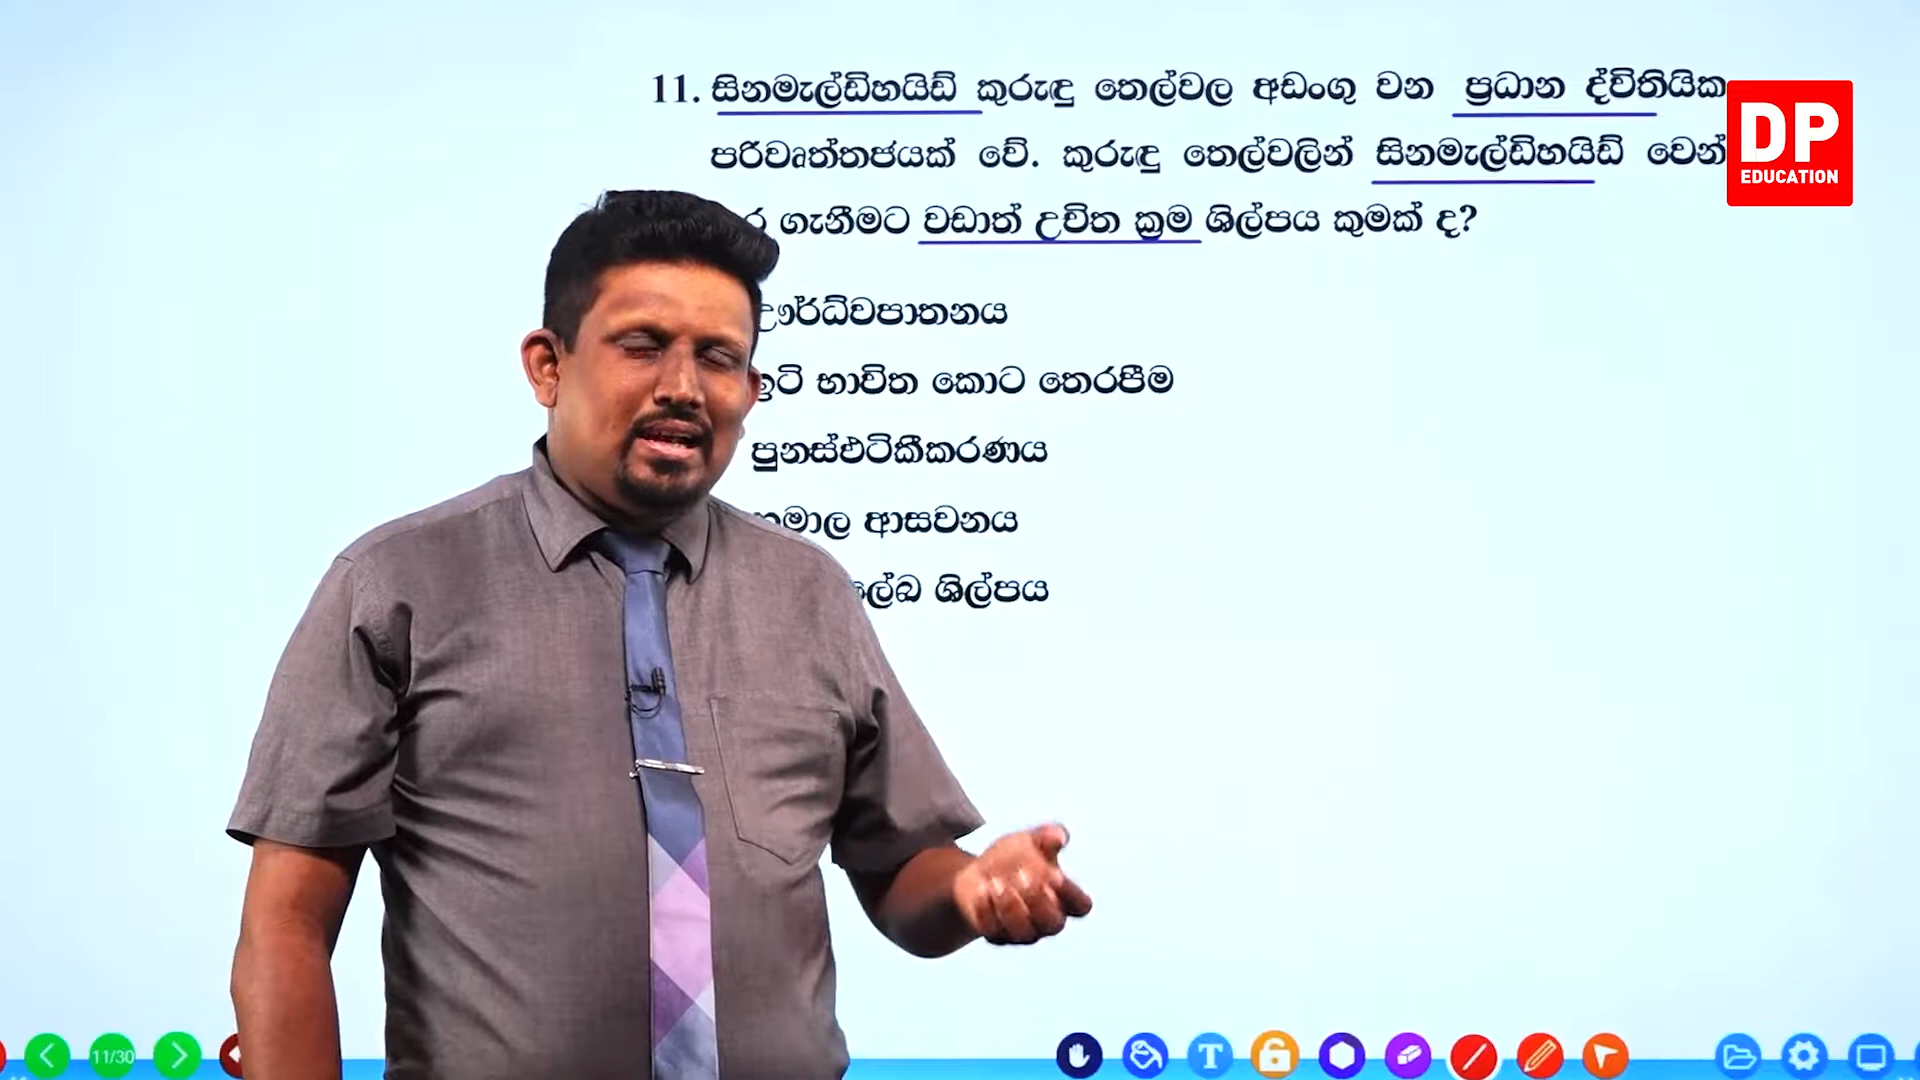 11. සිනමැල්ඩිහයිඩ් කුරුඳු තෙල්වල අඩංගු වන ප්‍රධාන ද්විතියික
පරිවෘත්තජයක් වේ. කුරුඳු තෙල්වලින් සිනමැල්ඩිහයිඩ් වෙන්
ගැනීමට වඩාත් උචිත ක්‍රම ශිල්පය කුමක් ද?
ඌර්ධ්වපාතනය
භාවිත කොට තෙරපීම
පුනස්ඵටිකීකරණය
ආසවනය
ශිල්පය
DP
EDUCATION
11/30
T